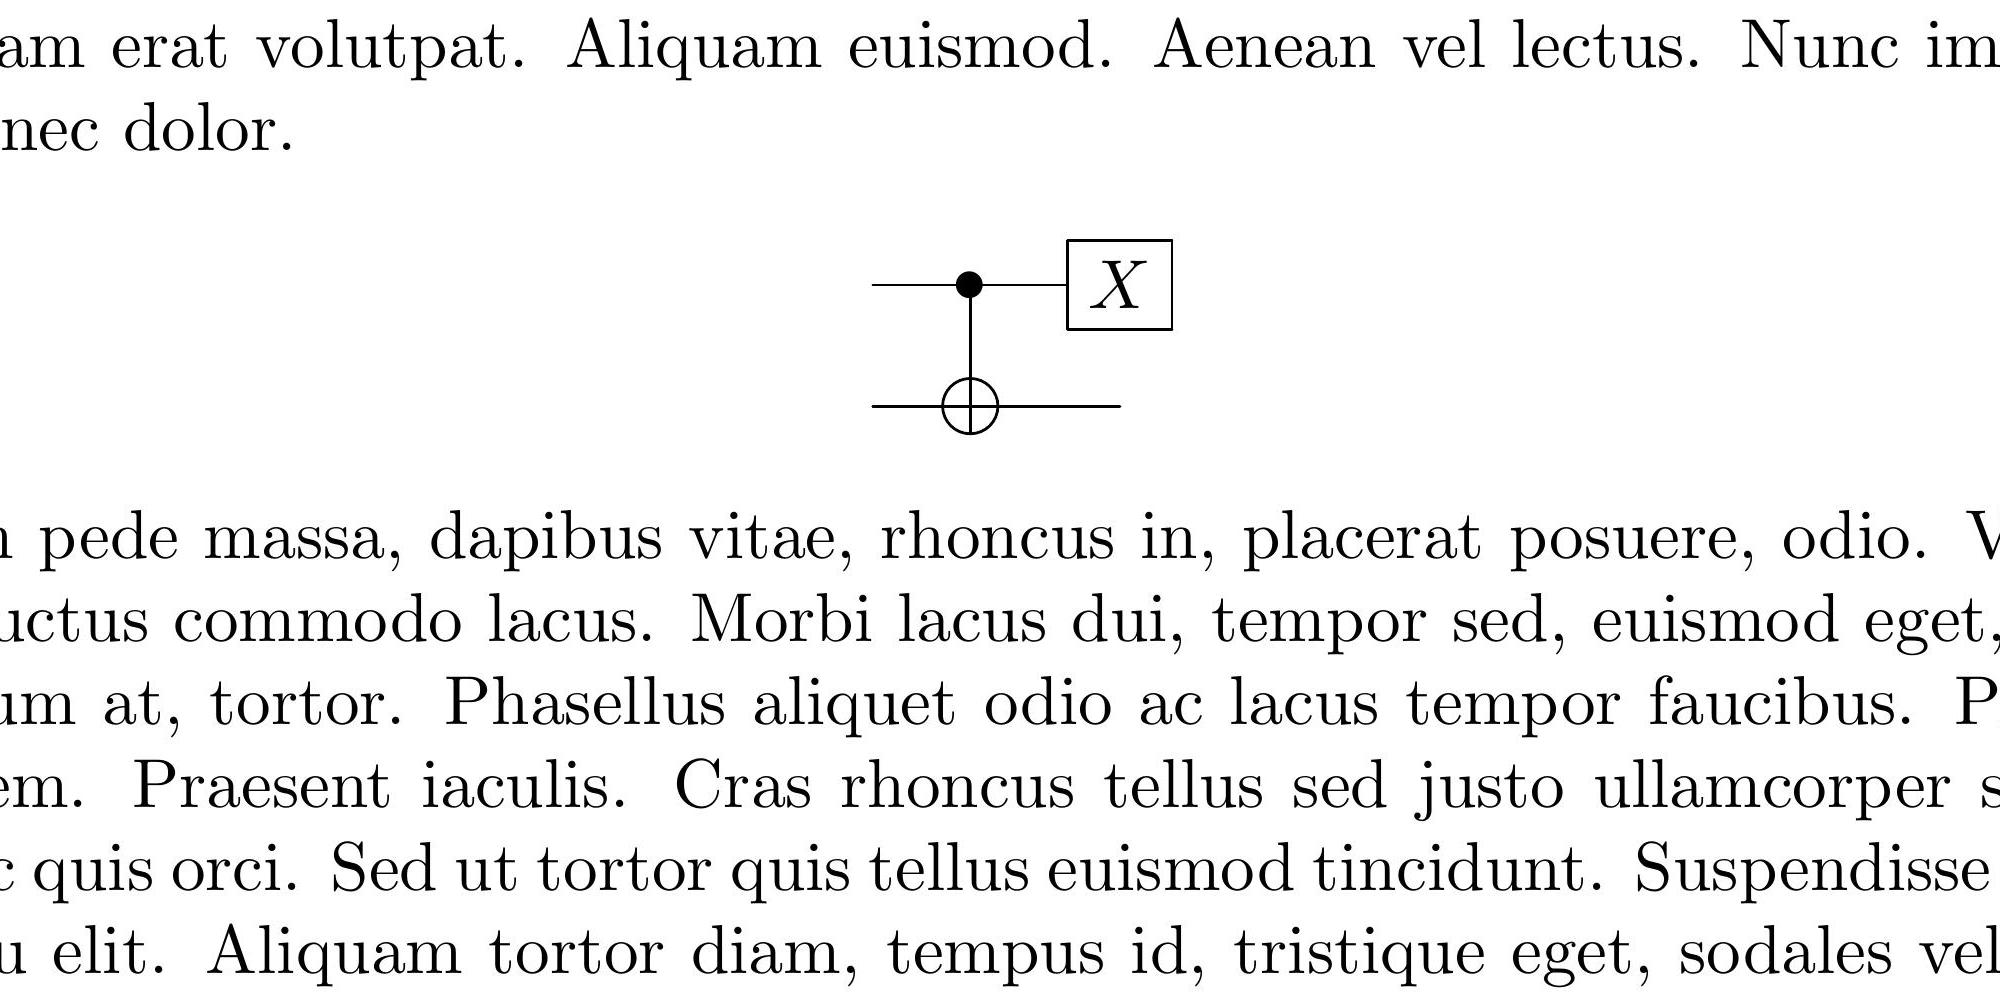 am erat volutpat. Aliquam euismod. Aenean vel lectus. Nunc im
nec dolor.
X
pede massa, dapibus vitae, rhoncus in, placerat posuere, odio. V
uctus commodo lacus. Morbi lacus dui, tempor sed, euismod eget,
um at, tortor. Phasellus aliquet odio ac lacus tempor faucibus. P
em. Praesent iaculis. Cras rhoncus tellus sed justo ullamcorper s
c quis orci. Sed ut tortor quis tellus euismod tincidunt. Suspendisse
u elit. Aliquam tortor diam, tempus id, tristique eget, sodales vel